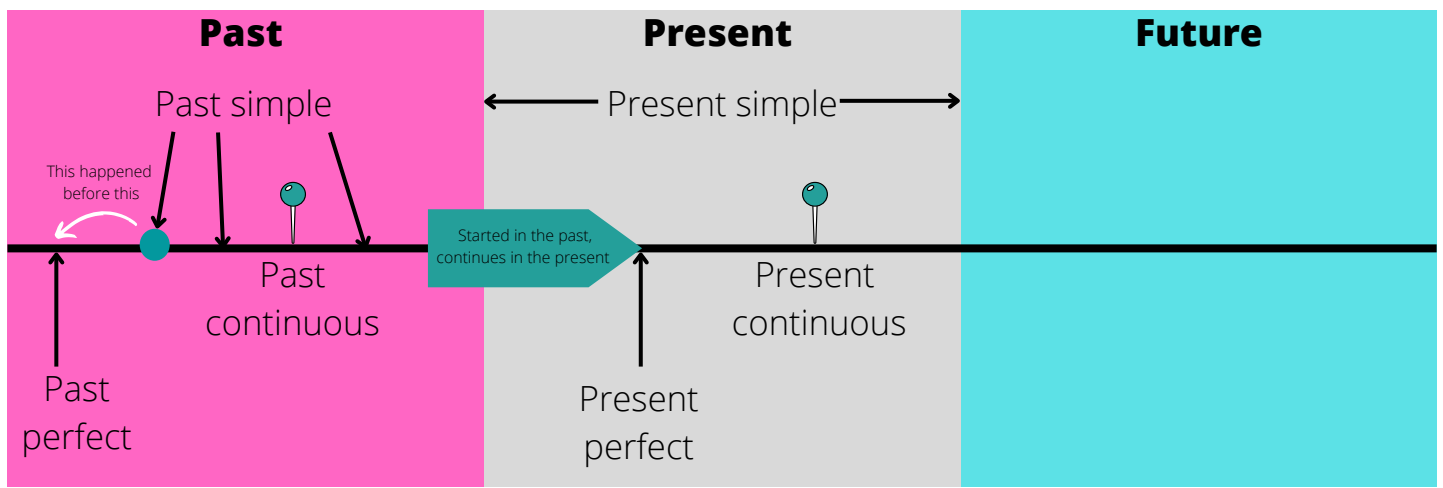 Past
Present
Future
Past simple
Present simple
This happened
before this
Started in the past,
continues in the present
Past
continuous
Present
continuous
Past
perfect
Present
perfect